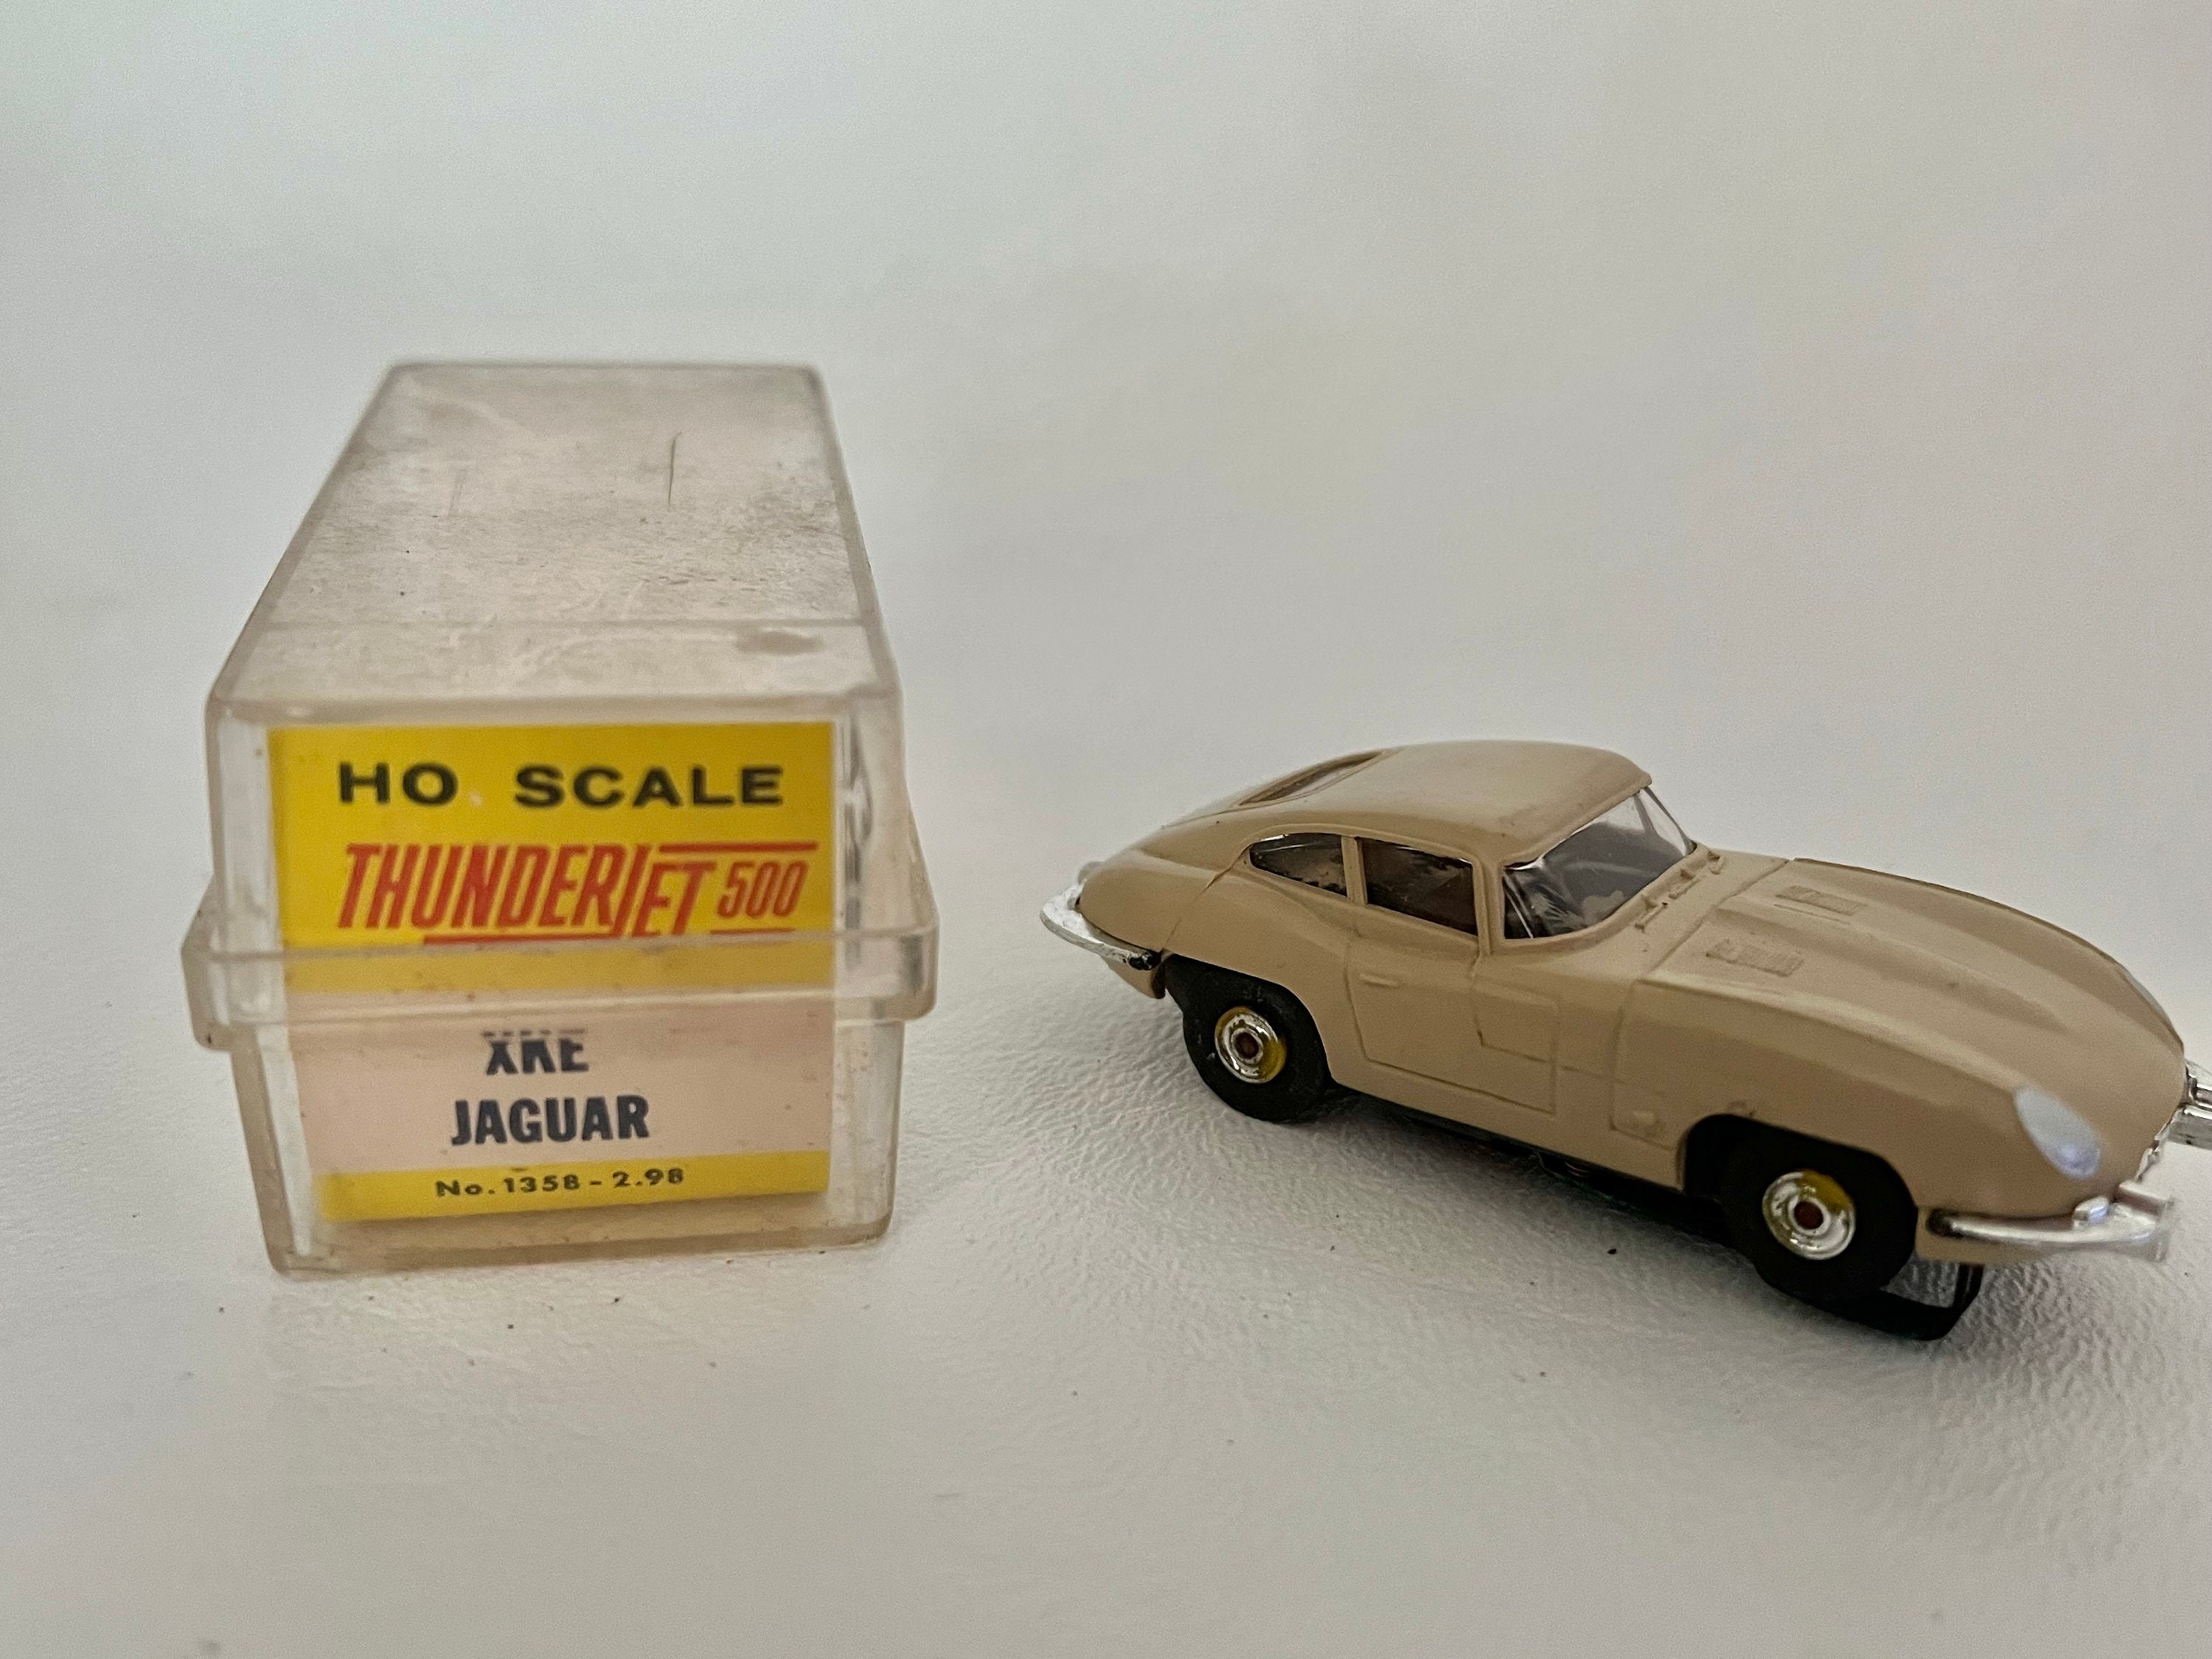 HO SCALE
THUNDERJET 500
XKE
JAGUAR
No. 1358 - 2.98